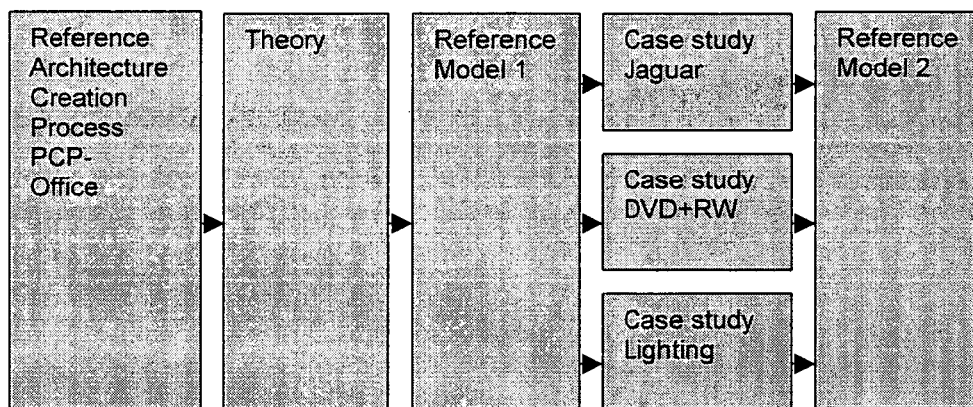 Reference
Architecture
Creation
Process
PCP-
Office
Theory
Reference
Model 1
Case study
Jaguar
Case study
DVD+RW
Case study
Lighting
Reference
Model 2